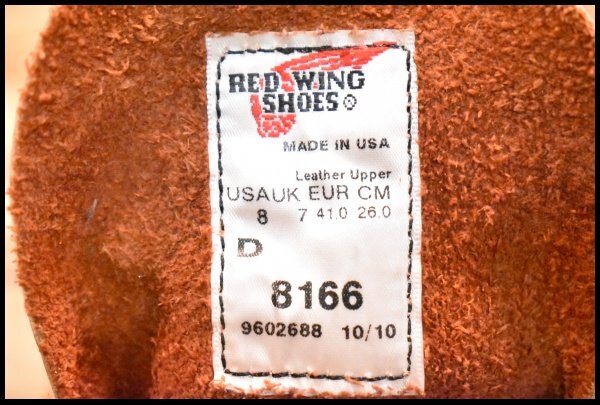 RED WING
SHOES ®
MADE IN USA
Leather Upper
USA UK EUR CM
8 7 41.0 26.0
D
8166
9602688 10/10